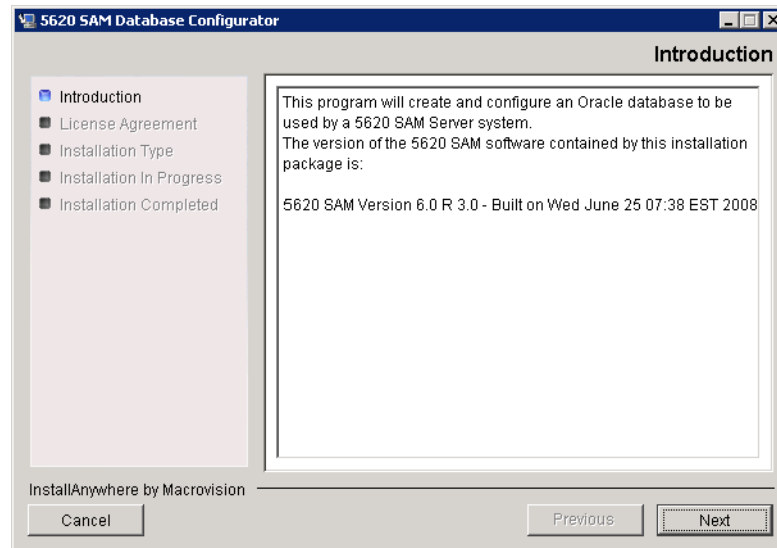 5620 SAM Database Configurator
Introduction
Introduction
License Agreement
Installation Type
Installation In Progress
Installation Completed
This program will create and configure an Oracle database to be
used by a 5620 SAM Server system.
The version of the 5620 SAM software contained by this installation
package is:
5620 SAM Version 6.0 R 3.0 - Built on Wed June 25 07:38 EST 2008
InstallAnywhere by Macrovision
Cancel
Previous
Next